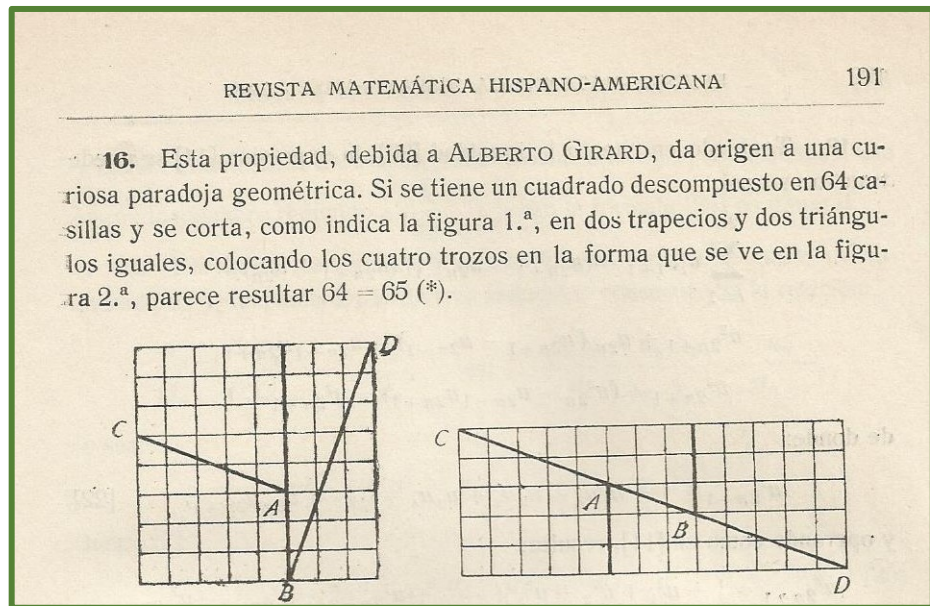 REVISTA MATEMÁTICA HISPANO-AMERICANA 191
16. Esta propiedad, debida a ALBERTO GIRARD, da origen a una cu-
riosa paradoja geométrica. Si se tiene un cuadrado descompuesto en 64 ca-
sillas y se corta, como indica la figura 1.ª, en dos trapecios y dos triángu-
los iguales, colocando los cuatro trozos en la forma que se ve en la figu-
ra 2.ª, parece resultar 64 = 65 (*).
D
C
A
B
C
A
B
D